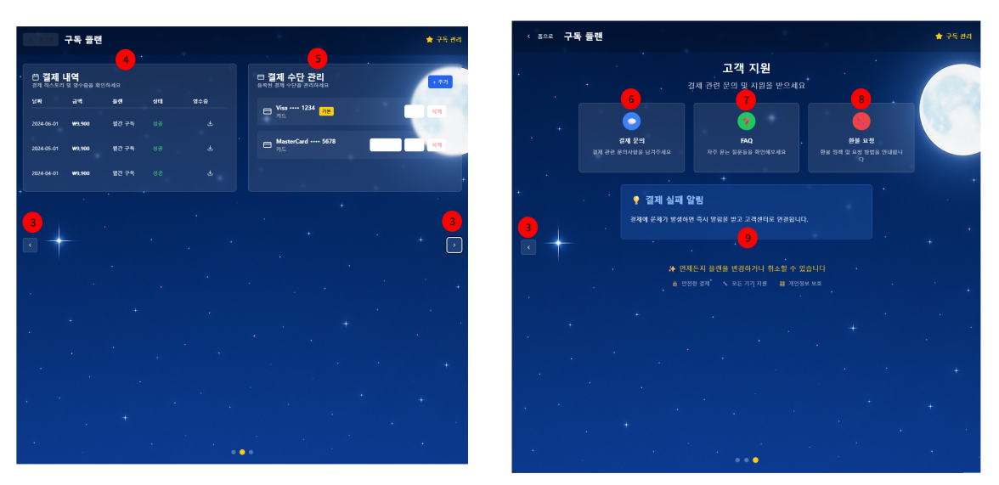 구독 플랜
⭐ 구독 관리
4
5
결제 내역
결제 히스토리 및 영수증을 확인하세요
날짜 금액 플랜 상태 영수증
2024-06-01 ₩9,900 월간 구독 성공
2024-05-01 ₩9,900 월간 구독 성공
2024-04-01 ₩9,900 월간 구독 성공
결제 수단 관리
등록한 결제 수단을 관리하세요
+ 추가
Visa •••• 1234 기본
카드
삭제
MasterCard •••• 5678
카드
삭제
3
3
‹
›
‹ 홈으로 구독 플랜
⭐ 구독 관리
고객 지원
결제 관련 문의 및 지원을 받으세요
6
7
8
결제 문의
결제 관련 문의사항을 남겨주세요
FAQ
자주 묻는 질문들을 확인해보세요
환불 요청
환불 정책 및 요청 방법을 안내합니
다
💡 결제 실패 알림
결제에 문제가 발생하면 즉시 알림을 받고 고객센터로 연결됩니다.
9
3
‹
✨ 언제든지 플랜을 변경하거나 취소할 수 있습니다
안전한 결제 모든 기기 지원 개인정보 보호